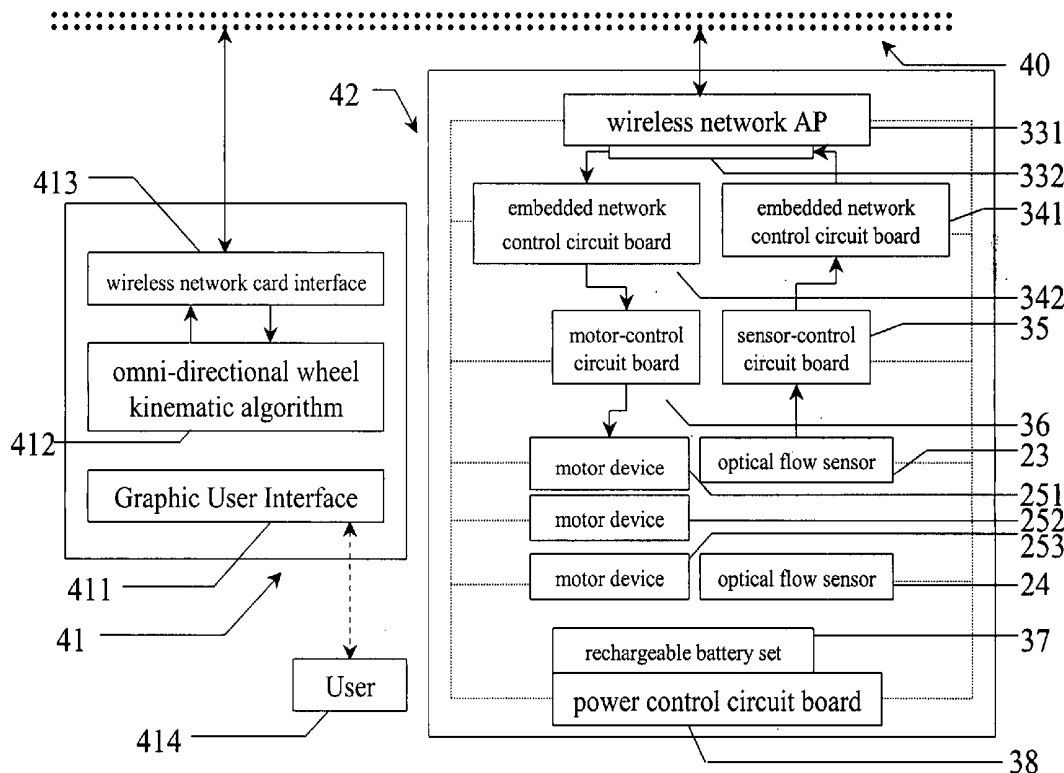 40
42
wireless network AP
331
332
413
embedded network
control circuit board
embedded network
control circuit board
341
wireless network card interface
342
motor-control
circuit board
sensor-control
circuit board
35
omni-directional wheel
kinematic algorithm
412
36
motor device
optical flow sensor
23
251
Graphic User Interface
motor device
252
253
motor device
optical flow sensor
24
411
41
37
rechargeable battery set
User
power control circuit board
414
38